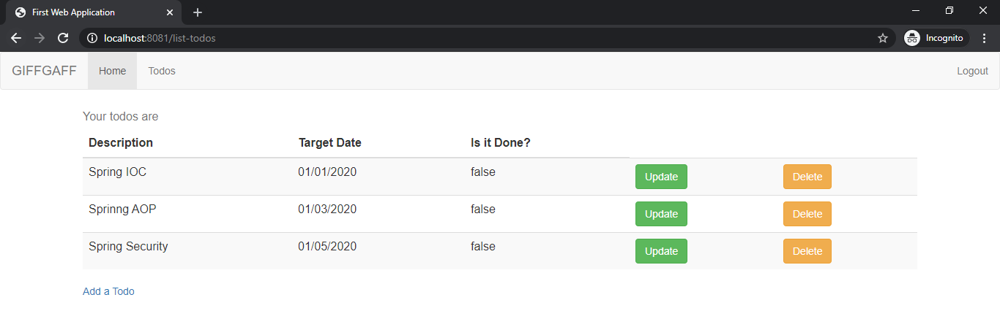 First Web Application
localhost:8081/list-todos
Incognito
GIFFGAFF Home Todos Logout
Your todos are
Description Target Date Is it Done?
Spring IOC 01/01/2020 false Update Delete
Sprinng AOP 01/03/2020 false Update Delete
Spring Security 01/05/2020 false Update Delete
Add a Todo